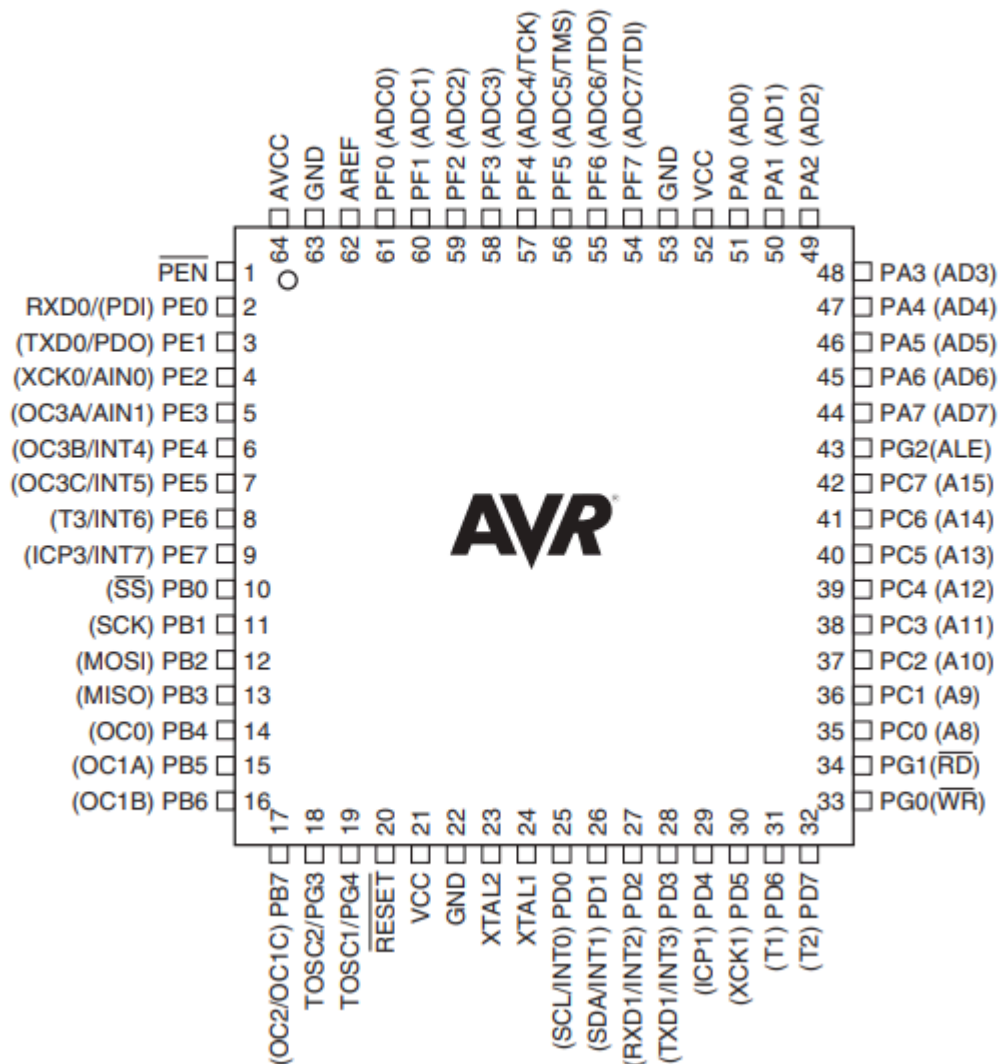 AVCC
GND
AREF
PF0 (ADC0)
PF1 (ADC1)
PF2 (ADC2)
PF3 (ADC3)
PF4 (ADC4/TCK)
PF5 (ADC5/TMS)
PF6 (ADC6/TDO)
PF7 (ADC7/TDI)
GND
VCC
PA0 (AD0)
PA1 (AD1)
PA2 (AD2)
64
63
62
61
60
59
58
57
56
55
54
53
52
51
50
49
PEN 1
RXD0/(PDI) PE0 2
(TXD0/PDO) PE1 3
(XCK0/AIN0) PE2 4
(OC3A/AIN1) PE3 5
(OC3B/INT4) PE4 6
(OC3C/INT5) PE5 7
(T3/INT6) PE6 8
(ICP3/INT7) PE7 9
(SS) PB0 10
(SCK) PB1 11
(MOSI) PB2 12
(MISO) PB3 13
(OC0) PB4 14
(OC1A) PB5 15
(OC1B) PB6 16
AVR®
48 PA3 (AD3)
47 PA4 (AD4)
46 PA5 (AD5)
45 PA6 (AD6)
44 PA7 (AD7)
43 PG2(ALE)
42 PC7 (A15)
41 PC6 (A14)
40 PC5 (A13)
39 PC4 (A12)
38 PC3 (A11)
37 PC2 (A10)
36 PC1 (A9)
35 PC0 (A8)
34 PG1(RD)
33 PG0(WR)
17
18
19
20
21
22
23
24
25
26
27
28
29
30
31
32
(OC2/OC1C) PB7
TOSC2/PG3
TOSC1/PG4
RESET
VCC
GND
XTAL2
XTAL1
(SCL/INT0) PD0
(SDA/INT1) PD1
(RXD1/INT2) PD2
(TXD1/INT3) PD3
(ICP1) PD4
(XCK1) PD5
(T1) PD6
(T2) PD7